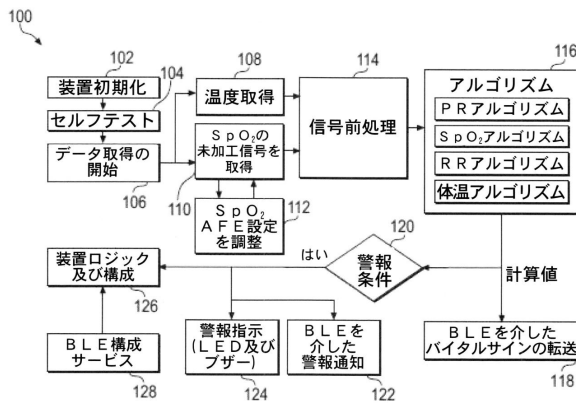 100
102
装置初期化
104
セルフテスト
データ取得の
開始
106
108
温度取得
SpO₂の
未加工信号を
取得
110
SpO₂
AFE設定
を調整
112
114
信号前処理
116
アルゴリズム
PRアルゴリズム
SpO₂アルゴリズム
RRアルゴリズム
体温アルゴリズム
計算値
BLEを介した
バイタルサインの転送
118
120
警報
条件
はい
装置ロジック
及び構成
126
BLE構成
サービス
128
警報指示
(LED及び
ブザー)
124
BLEを
介した
警報通知
122